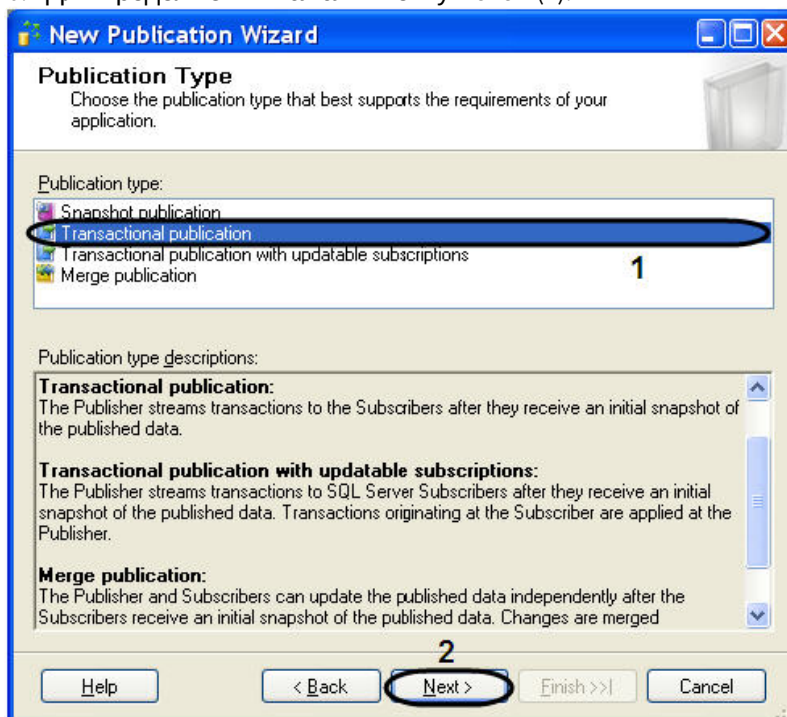 New Publication Wizard
Publication Type
Choose the publication type that best supports the requirements of your
application.
Publication type:
Snapshot publication
Transactional publication
Transactional publication with updatable subscriptions
1
Merge publication
Publication type descriptions:
Transactional publication:
The Publisher streams transactions to the Subscribers after they receive an initial snapshot of
the published data.
Transactional publication with updatable subscriptions:
The Publisher streams transactions to SQL Server Subscribers after they receive an initial
snapshot of the published data. Transactions originating at the Subscriber are applied at the
Publisher.
Merge publication:
The Publisher and Subscribers can update the published data independently after the
Subscribers receive an initial snapshot of the published data. Changes are merged
2
Help < Back Next > Finish >>| Cancel